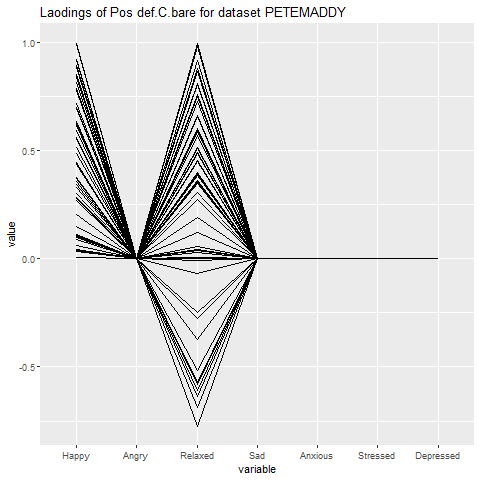 Laodings of Pos def.C.bare for dataset PETEMADDY
1.0
0.5
0.0
-0.5
value
Happy Angry Relaxed Sad Anxious Stressed Depressed
variable